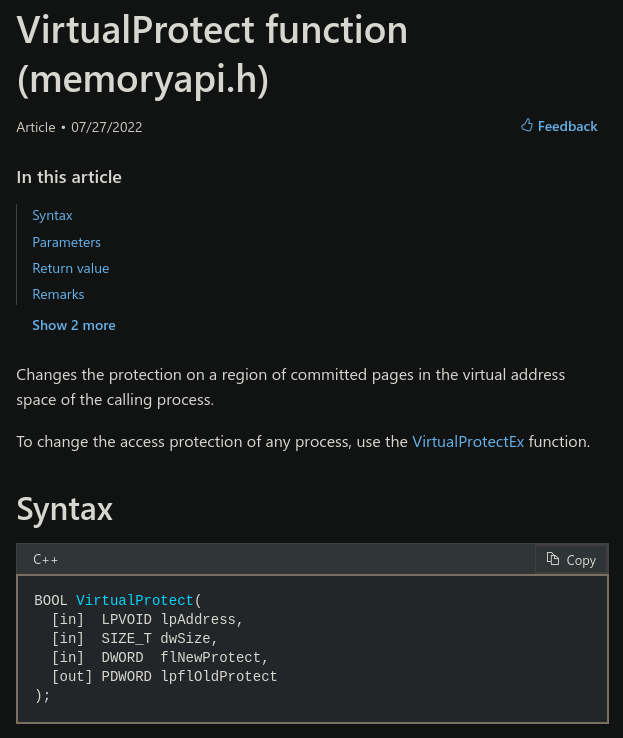 VirtualProtect function
(memoryapi.h)
Article • 07/27/2022
Feedback
In this article
Syntax
Parameters
Return value
Remarks
Show 2 more
Changes the protection on a region of committed pages in the virtual address
space of the calling process.
To change the access protection of any process, use the VirtualProtectEx function.
Syntax
C++
Copy
BOOL VirtualProtect(
  [in]  LPVOID lpAddress,
  [in]  SIZE_T dwSize,
  [in]  DWORD  flNewProtect,
  [out] PDWORD lpflOldProtect
);